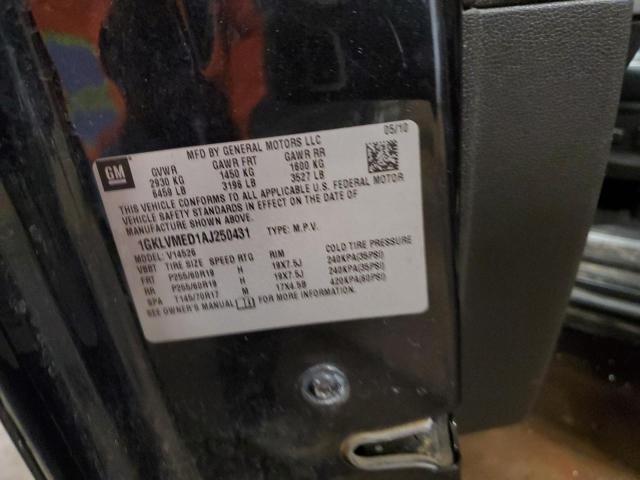 GM
MFD BY GENERAL MOTORS LLC 05/10
GVWR GAWR FRT GAWR RR
2930 KG 1450 KG 1600 KG
6459 LB 3196 LB 3527 LB
THIS VEHICLE CONFORMS TO ALL APPLICABLE U.S. FEDERAL MOTOR
VEHICLE SAFETY STANDARDS IN EFFECT ON THE DATE OF
MANUFACTURE SHOWN ABOVE.
1GKLVMED1AJ250431 TYPE: M.P.V.
MODEL: V14526
VBBT TIRE SIZE SPEED RTG RIM COLD TIRE PRESSURE
FRT P255/60R19 H 19X7.5J 240KPA(35PSI)
RR P255/60R19 H 19X7.5J 240KPA(35PSI)
SPA T145/70R17 M 17X4.5B 420KPA(60PSI)
SEE OWNER'S MANUAL FOR MORE INFORMATION.